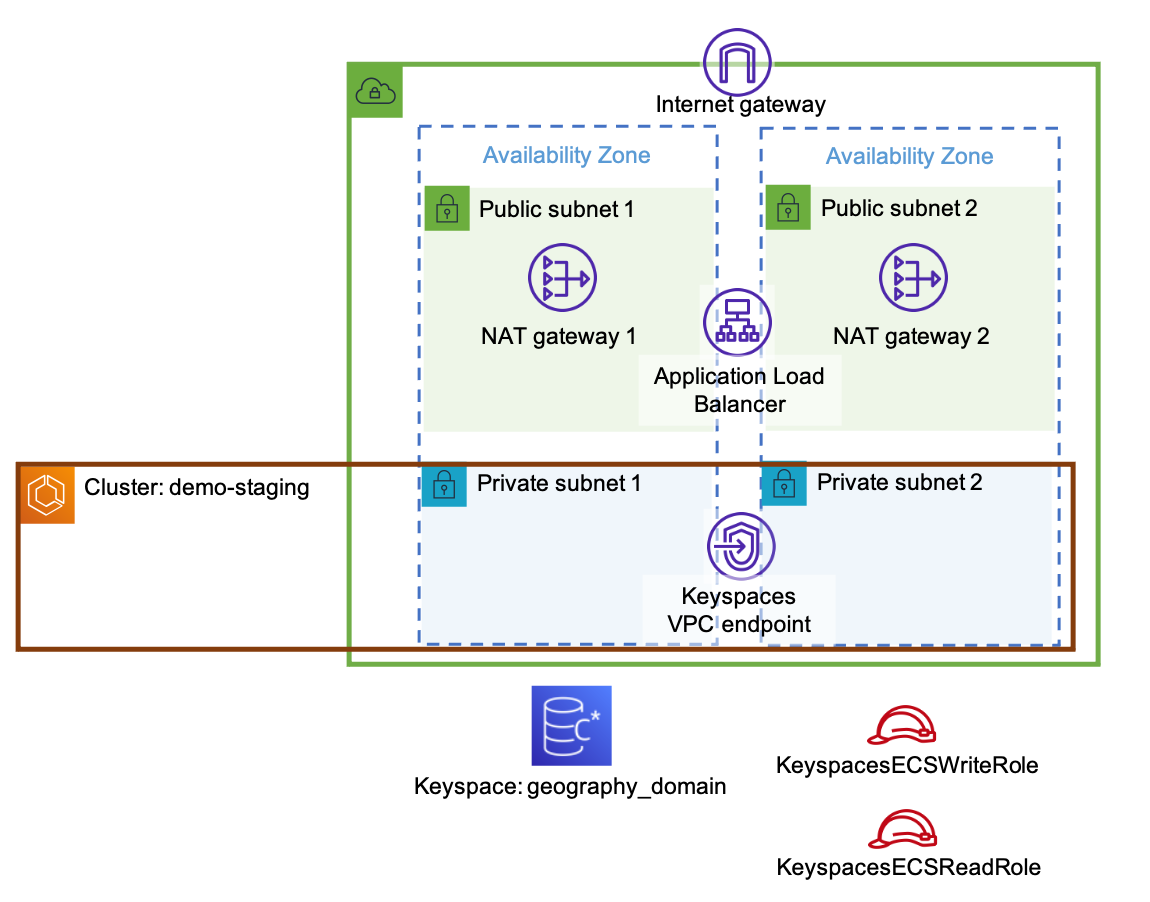 Internet gateway
Availability Zone
Availability Zone
Public subnet 1
Public subnet 2
NAT gateway 1
NAT gateway 2
Application Load
Balancer
Cluster: demo-staging
Private subnet 1
Private subnet 2
Keyspaces
VPC endpoint
C*
Keyspace: geography_domain
KeyspacesECSWriteRole
KeyspacesECSReadRole